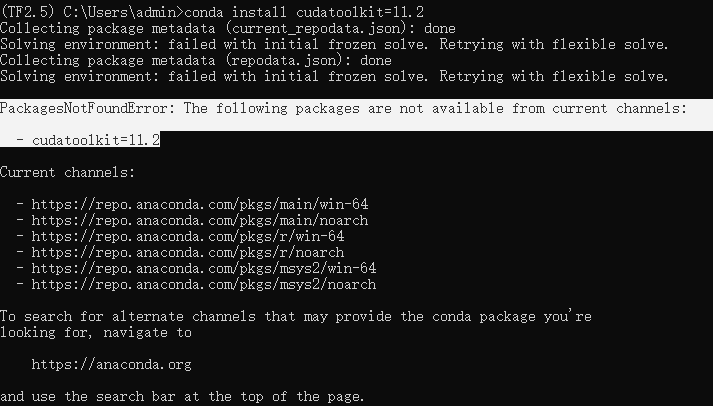 (TF2.5) C:\Users\admin>conda install cudatoolkit=11.2
Collecting package metadata (current_repodata.json): done
Solving environment: failed with initial frozen solve. Retrying with flexible solve.
Collecting package metadata (repodata.json): done
Solving environment: failed with initial frozen solve. Retrying with flexible solve.
PackagesNotFoundError: The following packages are not available from current channels:
- cudatoolkit=11.2
Current channels:
- https://repo.anaconda.com/pkgs/main/win-64
- https://repo.anaconda.com/pkgs/main/noarch
- https://repo.anaconda.com/pkgs/r/win-64
- https://repo.anaconda.com/pkgs/r/noarch
- https://repo.anaconda.com/pkgs/msys2/win-64
- https://repo.anaconda.com/pkgs/msys2/noarch
To search for alternate channels that may provide the conda package you're
looking for, navigate to
https://anaconda.org
and use the search bar at the top of the page.